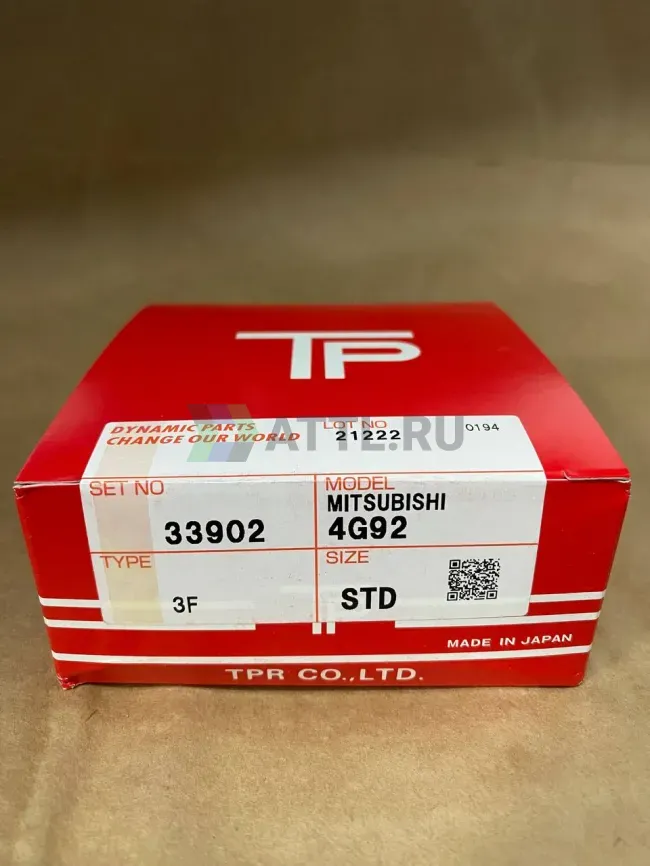 TP
DYNAMIC PARTS
CHANGE OUR WORLD
LOT NO
21222
0194
ATTL.RU
SET NO
33902
MODEL
MITSUBISHI
4G92
TYPE
3F
SIZE
STD
MADE IN JAPAN
TPR CO.,LTD.